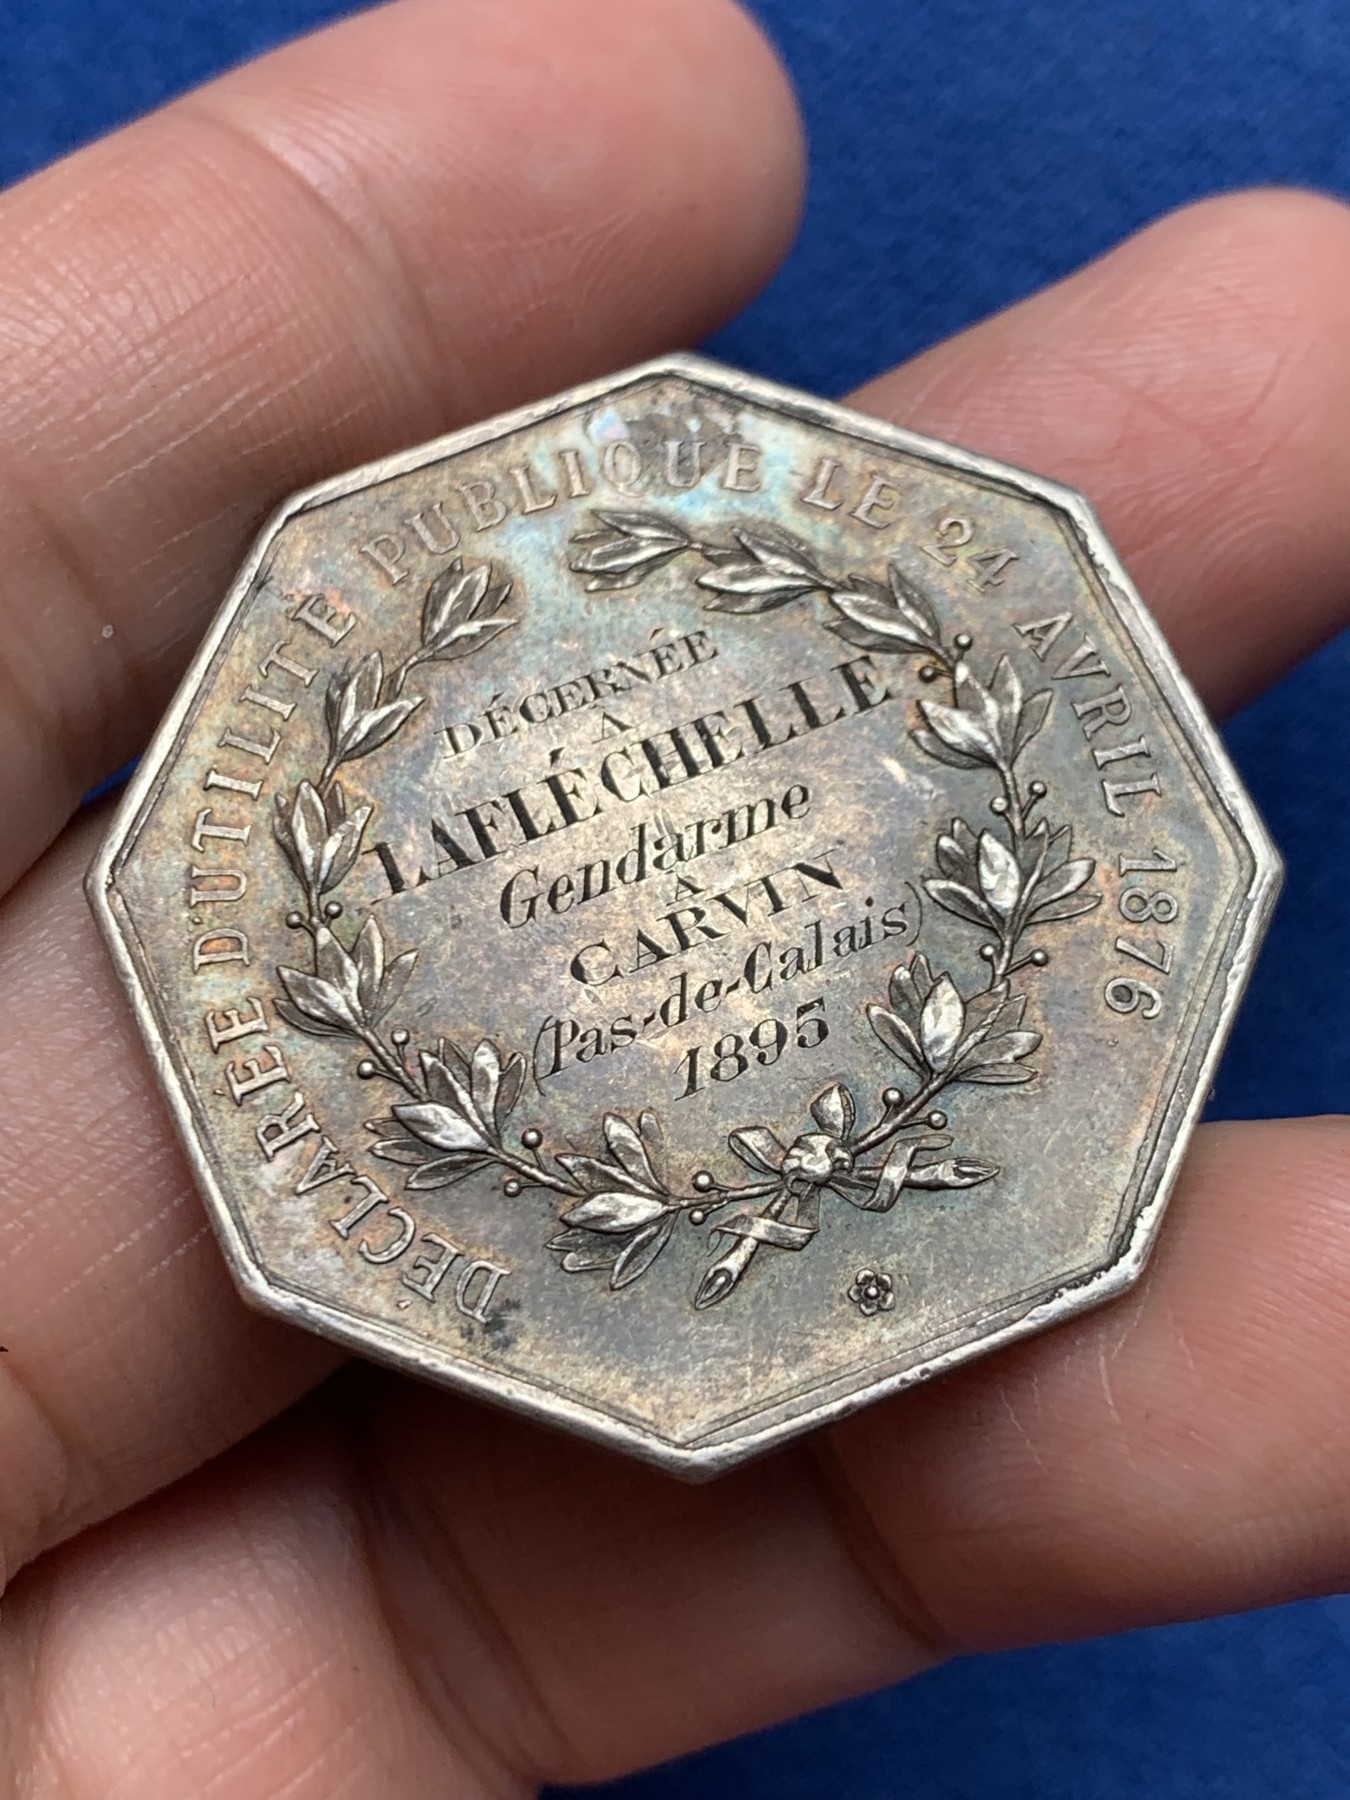 DÉCLARÉE D'UTILITÉ PUBLIQUE LE 24 AVRIL 1876
DÉCERNÉE
A
LAFLÉCHELLE
Gendarme
A
CARVIN
(Pas-de-Calais)
1895